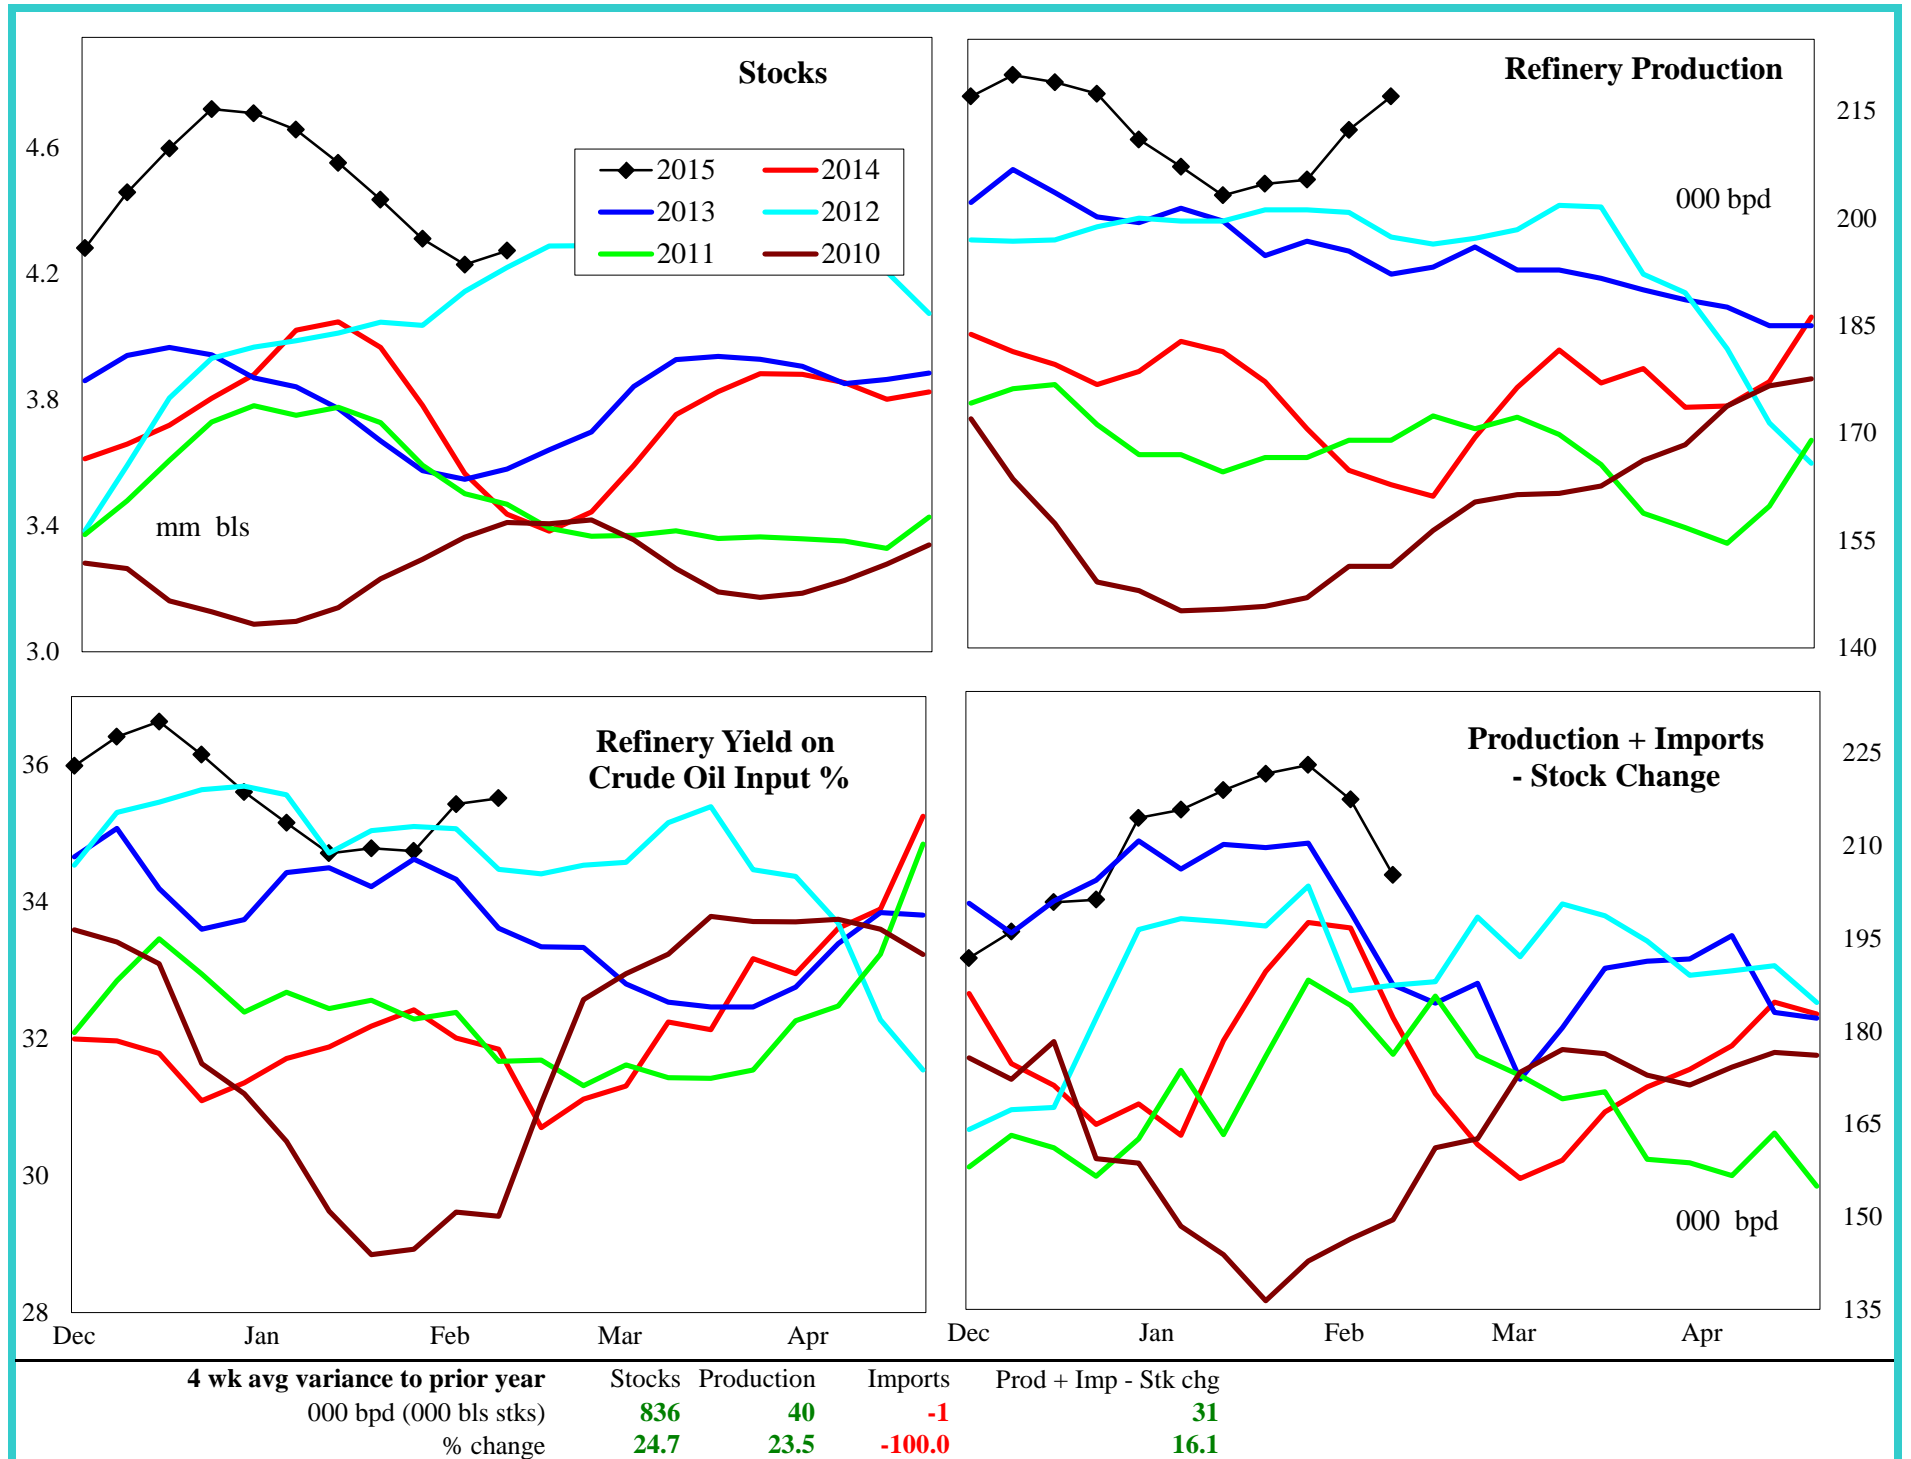 Stocks
4.6
4.2
3.8
3.4
3.0
mm bls
2015 2014
2013 2012
2011 2010
Refinery Production
000 bpd
215
200
185
170
155
140
Refinery Yield on
Crude Oil Input %
36
34
32
30
28
Dec Jan Feb Mar Apr
Production + Imports
- Stock Change
225
210
195
180
165
150
135
000 bpd
Dec Jan Feb Mar Apr
4 wk avg variance to prior year Stocks Production Imports Prod + Imp - Stk chg
000 bpd (000 bls stks) 836 40 -1 31
% change 24.7 23.5 -100.0 16.1